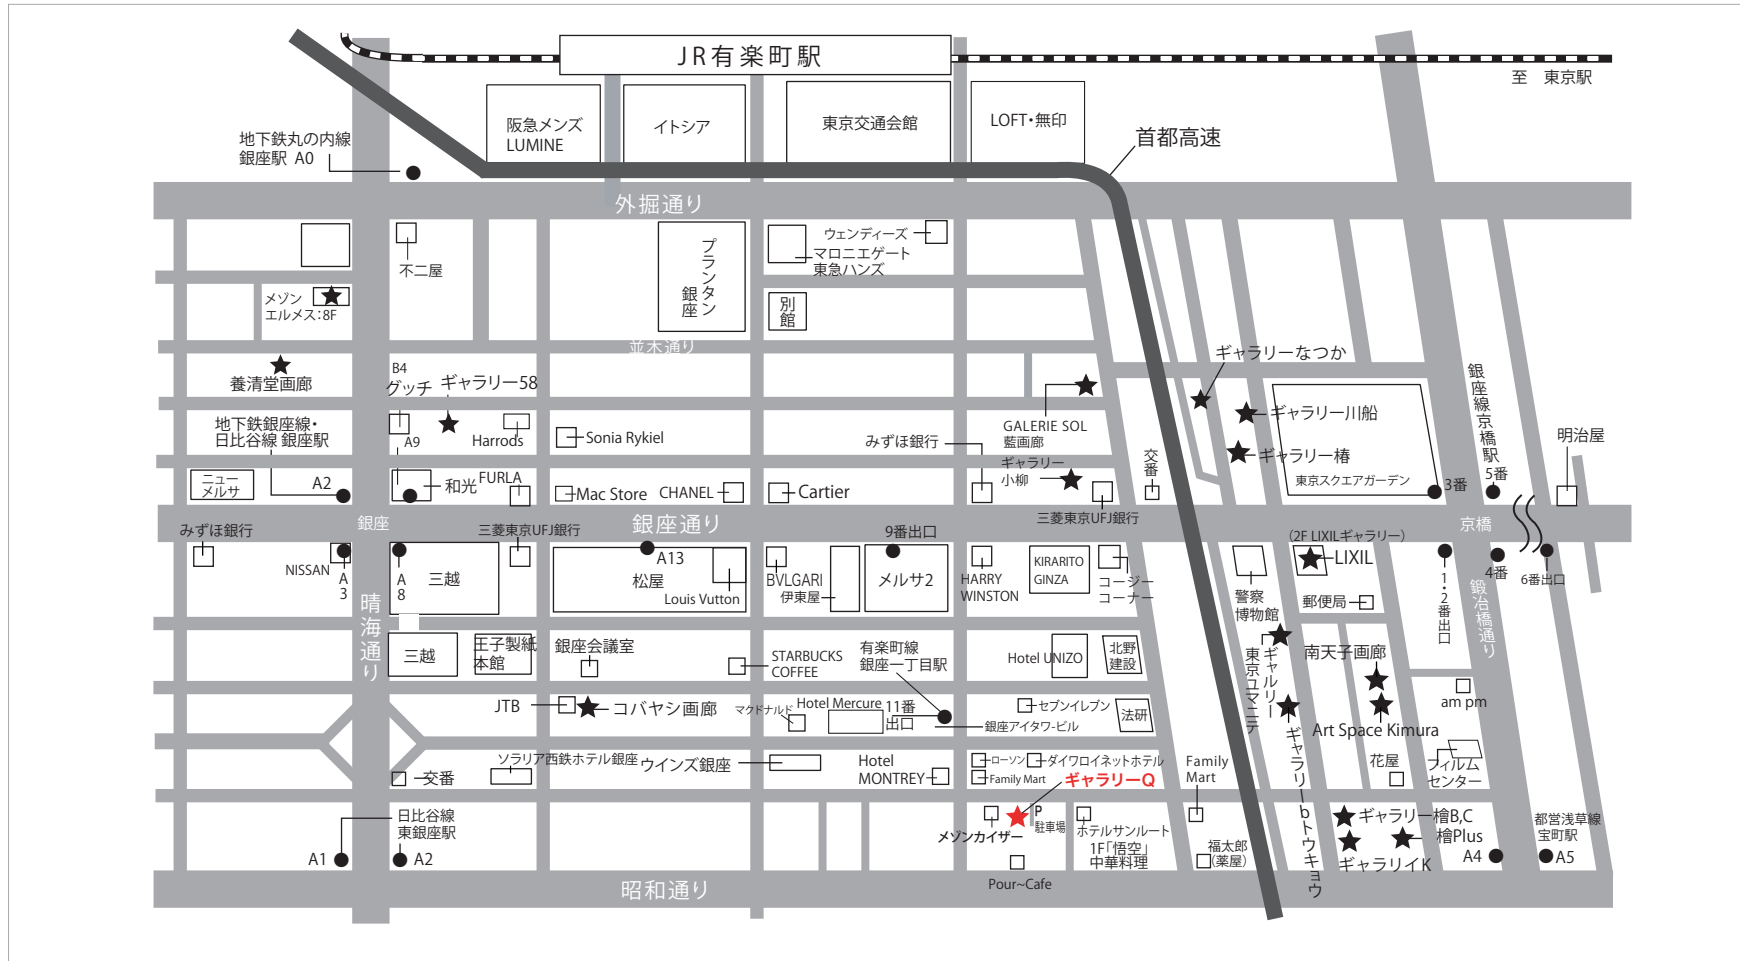 JR有楽町駅
至　東京駅
阪急メンズ
LUMINE
イトシア
東京交通会館
LOFT・無印
首都高速
地下鉄丸の内線
銀座駅 A0
外掘通り
不二屋
プランタン
銀座
ウェンディーズ
マロニエゲート
東急ハンズ
別館
メゾン
エルメス:8F
並木通り
養清堂画廊
B4
グッチ
ギャラリー58
ギャラリーなつか
地下鉄銀座線・
日比谷線 銀座駅
A9
Harrods
Sonia Rykiel
みずほ銀行
GALERIE SOL
藍画廊
ギャラリー
小柳
交番
ギャラリー川船
ギャラリー椿
東京スクエアガーデン
銀座線京橋駅
明治屋
ニュー
メルサ
A2
和光
FURLA
Mac Store
CHANEL
Cartier
三菱東京UFJ銀行
3番
5番
銀座
銀座通り
京橋
みずほ銀行
三菱東京UFJ銀行
9番出口
(2F LIXILギャラリー)
LIXIL
NISSAN
A3
A8
三越
松屋
A13
Louis Vutton
BVLGARI
伊東屋
メルサ2
HARRY
WINSTON
KIRARITO
GINZA
コージー
コーナー
警察
博物館
郵便局
1・2番出口
4番
6番出口
鍛冶橋通り
晴海通り
三越
王子製紙
本館
銀座会議室
STARBUCKS
COFFEE
有楽町線
銀座一丁目駅
Hotel UNIZO
北野
建設
ギャルリー
東京ユマニテ
南天子画廊
JTB
コバヤシ画廊
マクドナルド
Hotel Mercure
11番
出口
セブンイレブン
銀座アイタワ-ビル
法研
am pm
Art Space Kimura
交番
ソラリア西鉄ホテル銀座
ウインズ銀座
Hotel
MONTREY
ローソン
ダイワロイネットホテル
Family Mart
ギャラリーQ
Family
Mart
ギャラリーbトウキョウ
花屋
フィルム
センター
日比谷線
東銀座駅
A1
A2
メゾンカイザー
P
駐車場
ホテルサンルート
1F「悟空」
中華料理
Pour~Cafe
福太郎
(薬屋)
ギャラリー檜B,C
檜Plus
ギャラリイK
都営浅草線
宝町駅
A4
A5
昭和通り